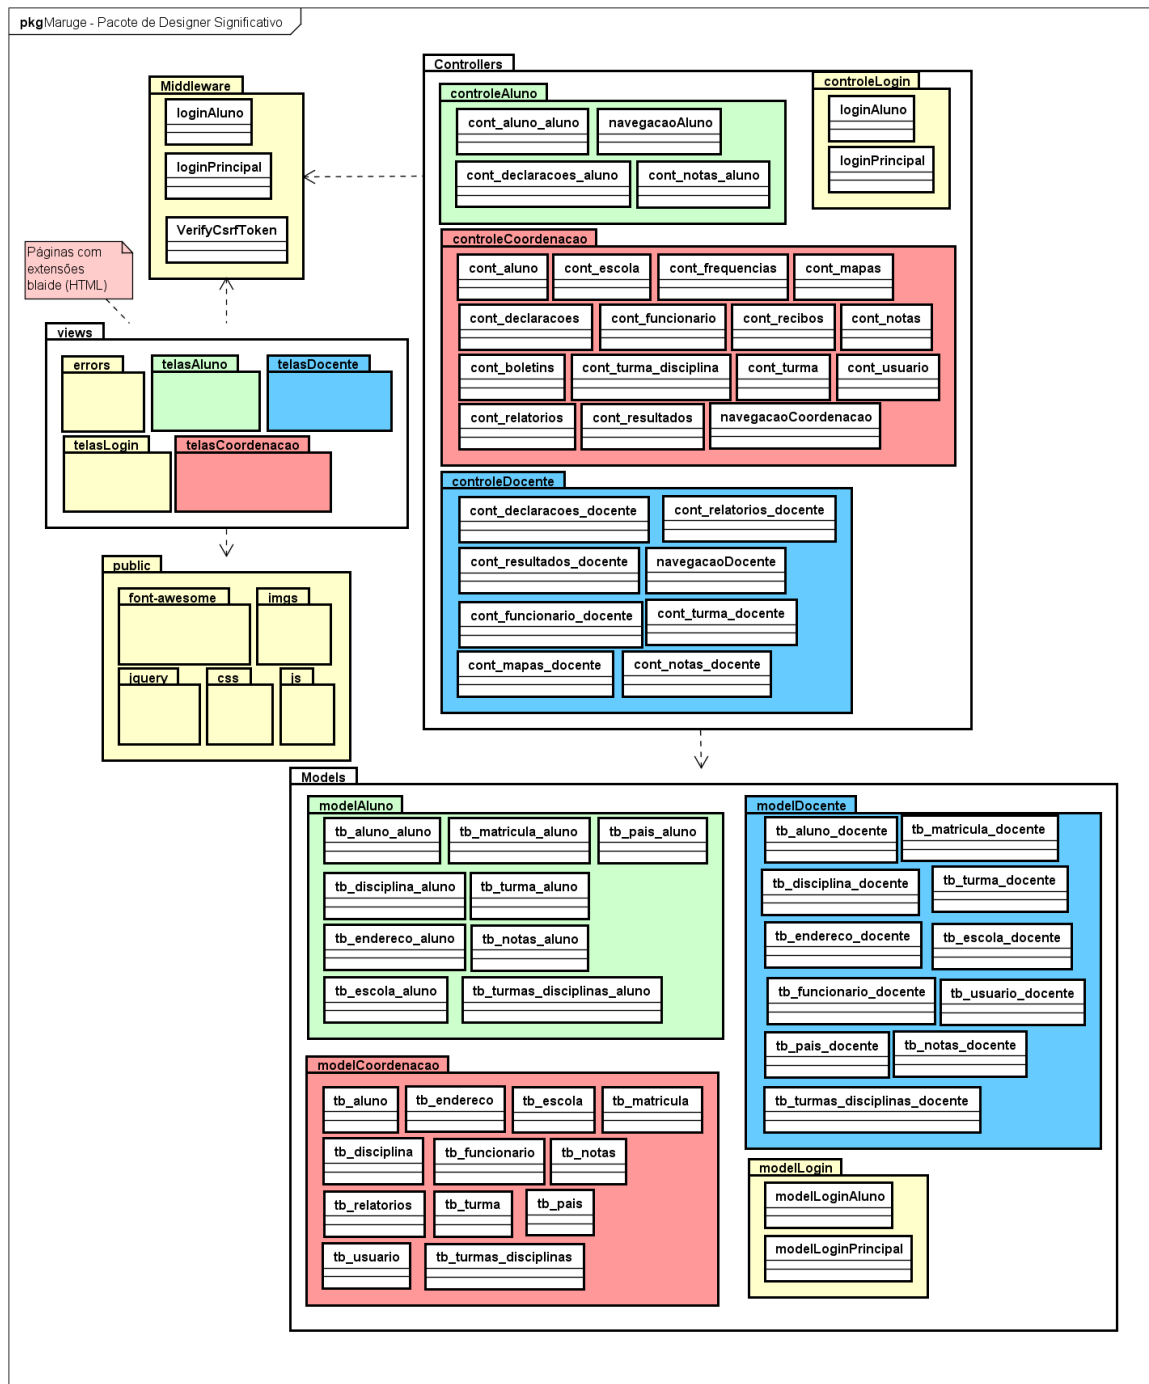 pkg Maruge - Pacote de Designer Significativo
Middleware
loginAluno
loginPrincipal
VerifyCsrfToken
Páginas com
extensões
blaide (HTML)
views
errors
telasAluno
telasDocente
telasLogin
telasCoordenacao
public
font-awesome
imgs
jquery
css
js
Controllers
controleAluno
cont_aluno_aluno
navegacaoAluno
cont_declaracoes_aluno
cont_notas_aluno
controleLogin
loginAluno
loginPrincipal
controleCoordenacao
cont_aluno
cont_escola
cont_frequencias
cont_mapas
cont_declaracoes
cont_funcionario
cont_recibos
cont_notas
cont_boletins
cont_turma_disciplina
cont_turma
cont_usuario
cont_relatorios
cont_resultados
navegacaoCoordenacao
controleDocente
cont_declarações_docente
cont_relatorios_docente
cont_resultados_docente
navegacaoDocente
cont_funcionário_docente
cont_turma_docente
cont_mapas_docente
cont_notas_docente
Models
modelAluno
tb_aluno_aluno
tb_matricula_aluno
tb_pais_aluno
tb_disciplina_aluno
tb_turma_aluno
tb_endereco_aluno
tb_notas_aluno
tb_escola_aluno
tb_turmas_disciplinas_aluno
modelDocente
tb_aluno_docente
tb_matricula_docente
tb_disciplina_docente
tb_turma_docente
tb_endereco_docente
tb_escola_docente
tb_funcionario_docente
tb_usuario_docente
tb_pais_docente
tb_notas_docente
tb_turmas_disciplinas_docente
modelCoordenacao
tb_aluno
tb_endereco
tb_escola
tb_matricula
tb_disciplina
tb_funcionario
tb_notas
tb_relatorios
tb_turma
tb_pais
tb_usuario
tb_turmas_disciplinas
modelLogin
modelLoginAluno
modelLoginPrincipal